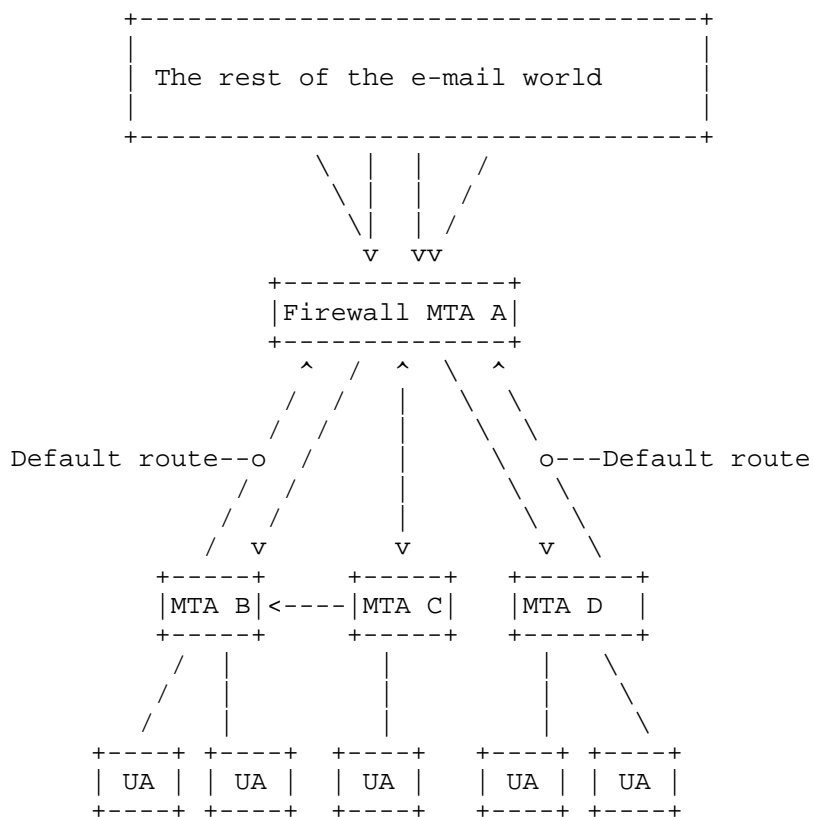 The rest of the e-mail world
Firewall MTA A
Default route
Default route
MTA B
MTA C
MTA D
UA
UA
UA
UA
UA